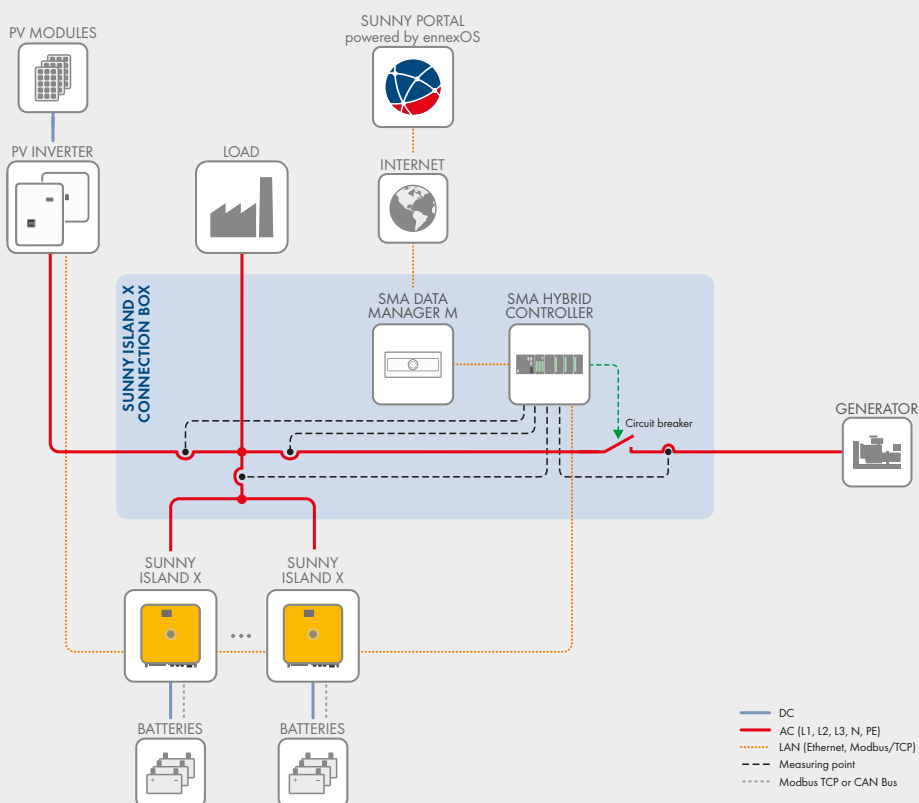 PV MODULES
SUNNY PORTAL
powered by ennexOS
PV INVERTER
LOAD
INTERNET
SUNNY ISLAND X
CONNECTION BOX
SMA DATA
MANAGER M
SMA HYBRID
CONTROLLER
Circuit breaker
GENERATOR
SUNNY
ISLAND X
SUNNY
ISLAND X
BATTERIES
BATTERIES
DC
AC (L1, L2, L3, N, PE)
LAN (Ethernet, Modbus/TCP)
Measuring point
Modbus TCP or CAN Bus